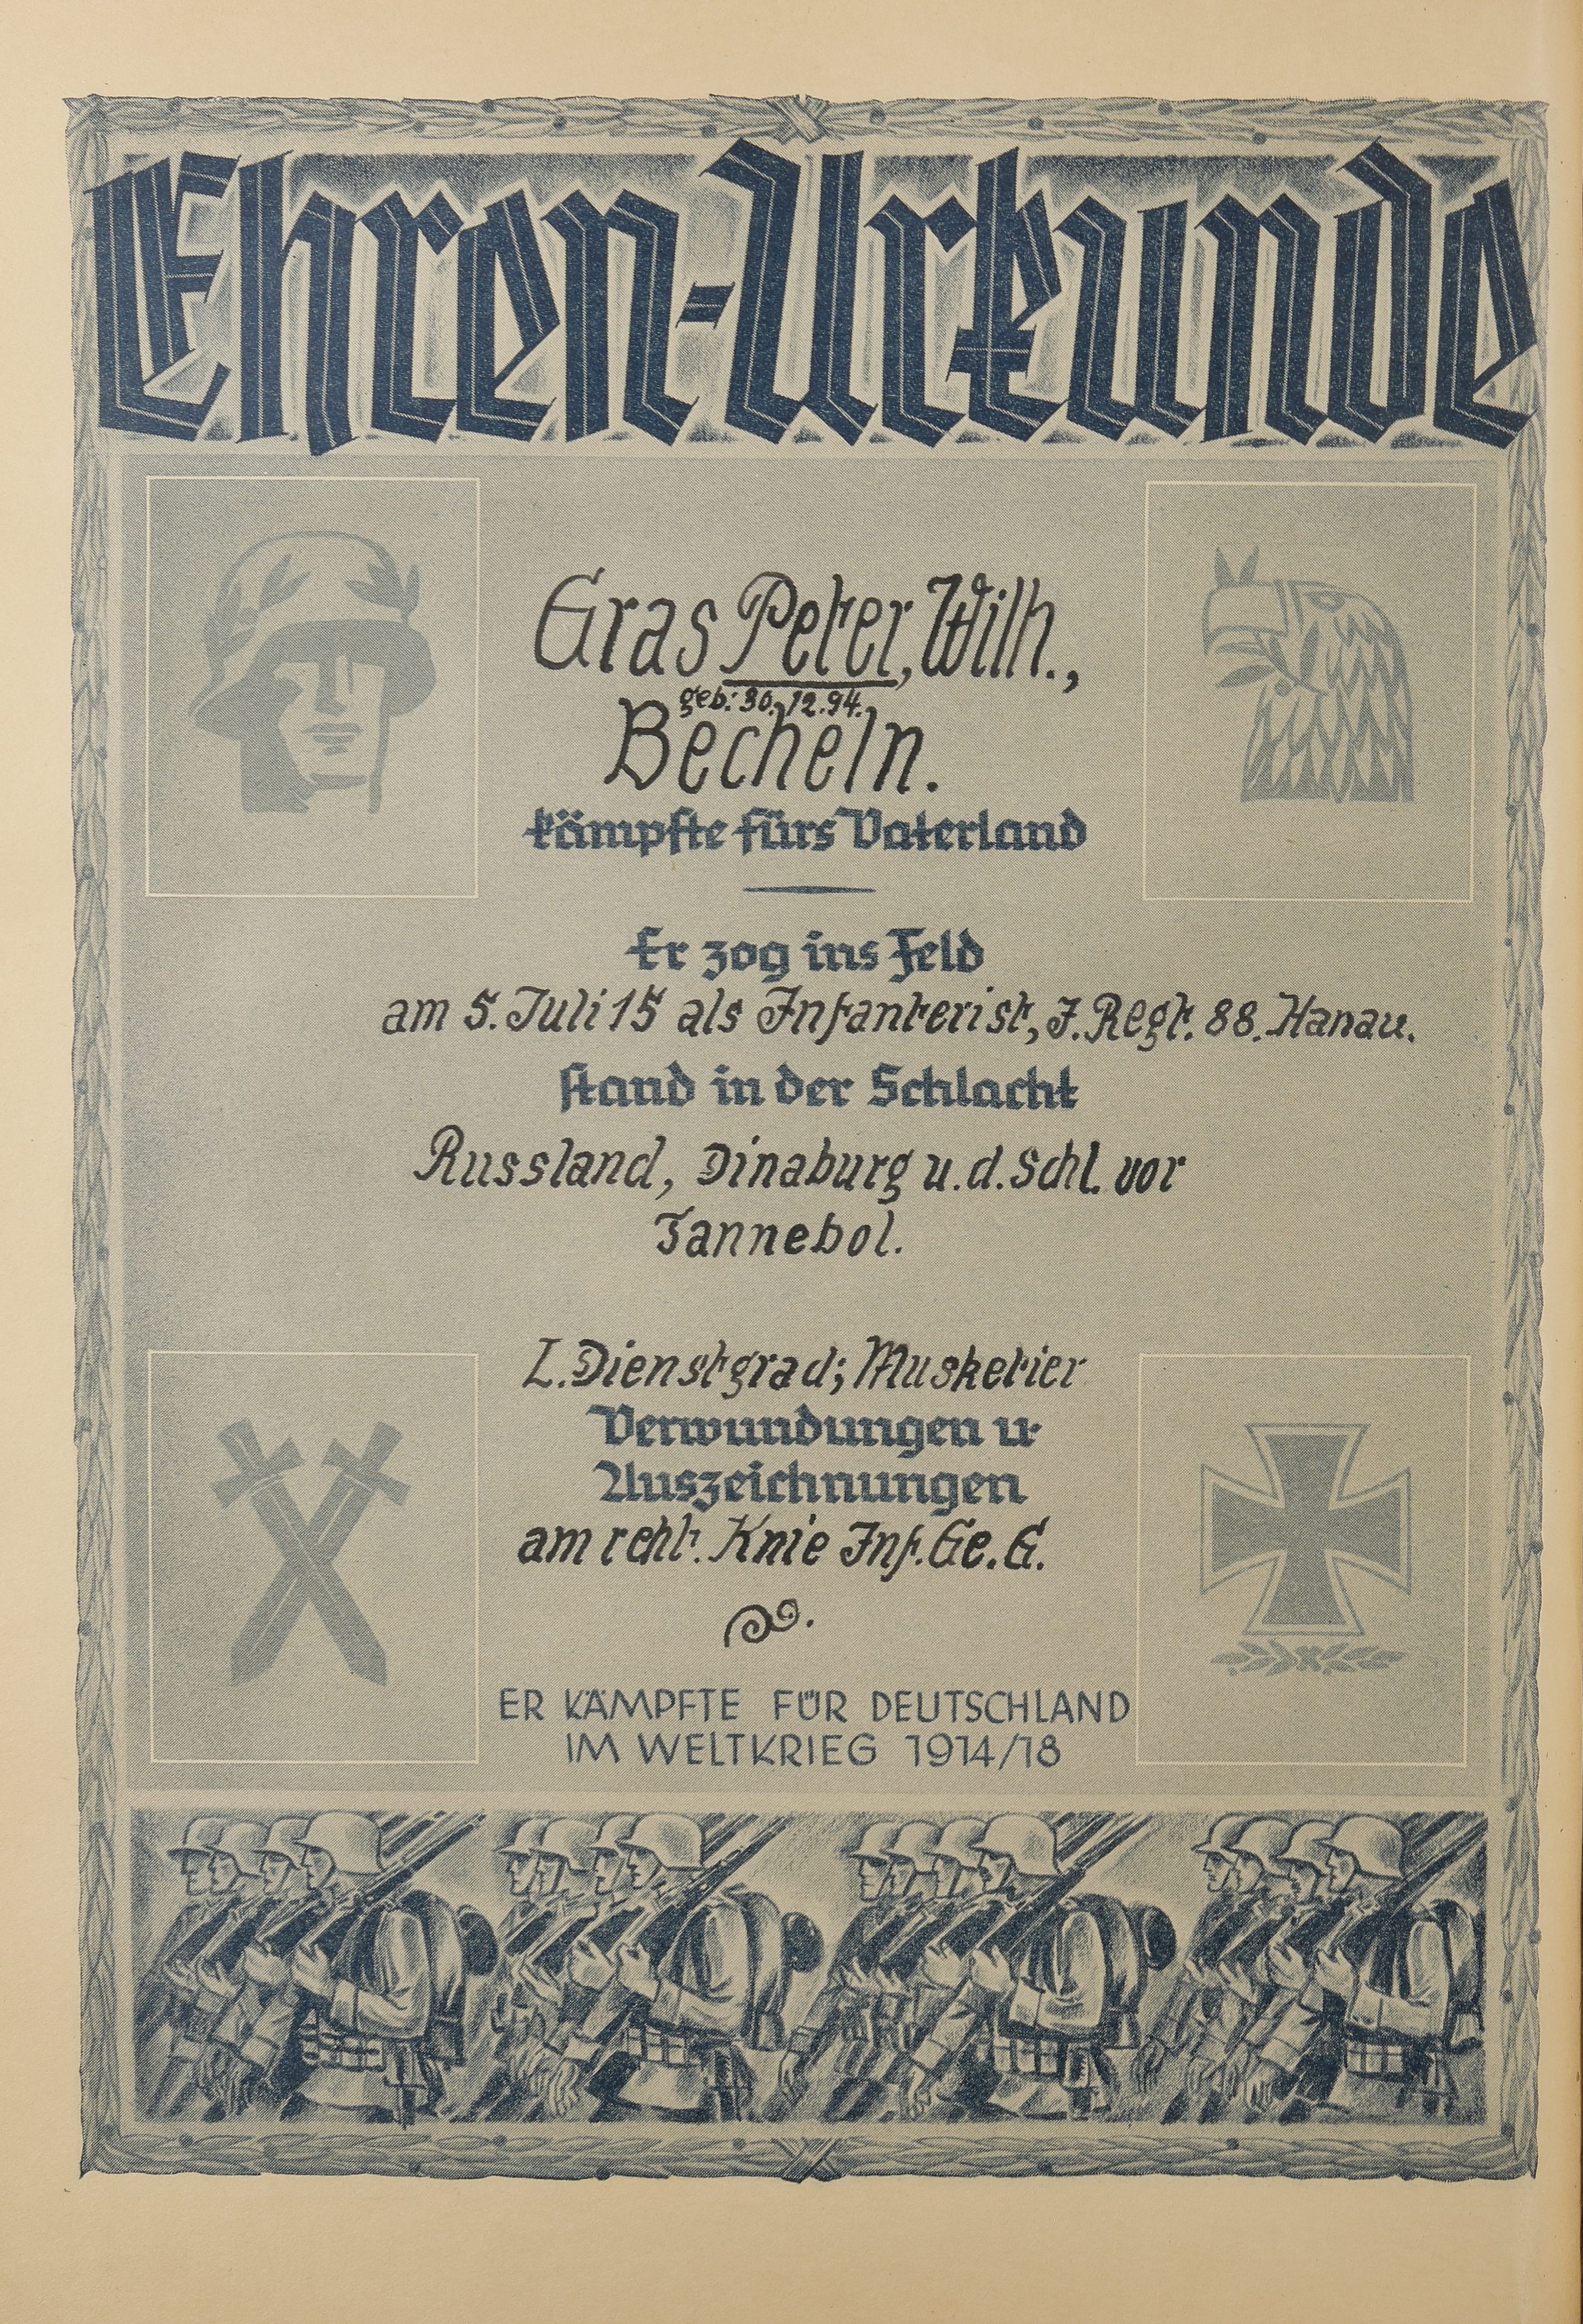 Ehren-Urkunde
Gras Peter, Wilh.,
geb: 30.12.94.
Becheln.
kämpfte fürs Vaterland
Er zog ins Feld
am 5. Juli 15 als Infanterist, J. Regt. 88. Hanau.
stand in der Schlacht
Russland, Dinaburg u. d. Schl. vor
Tannebol.
L. Dienstgrad; Musketier
Verwundungen u.
Auszeichnungen
am recht. Knie Inf. Ge. G.
ER KÄMPFTE FÜR DEUTSCHLAND
IM WELTKRIEG 1914/18